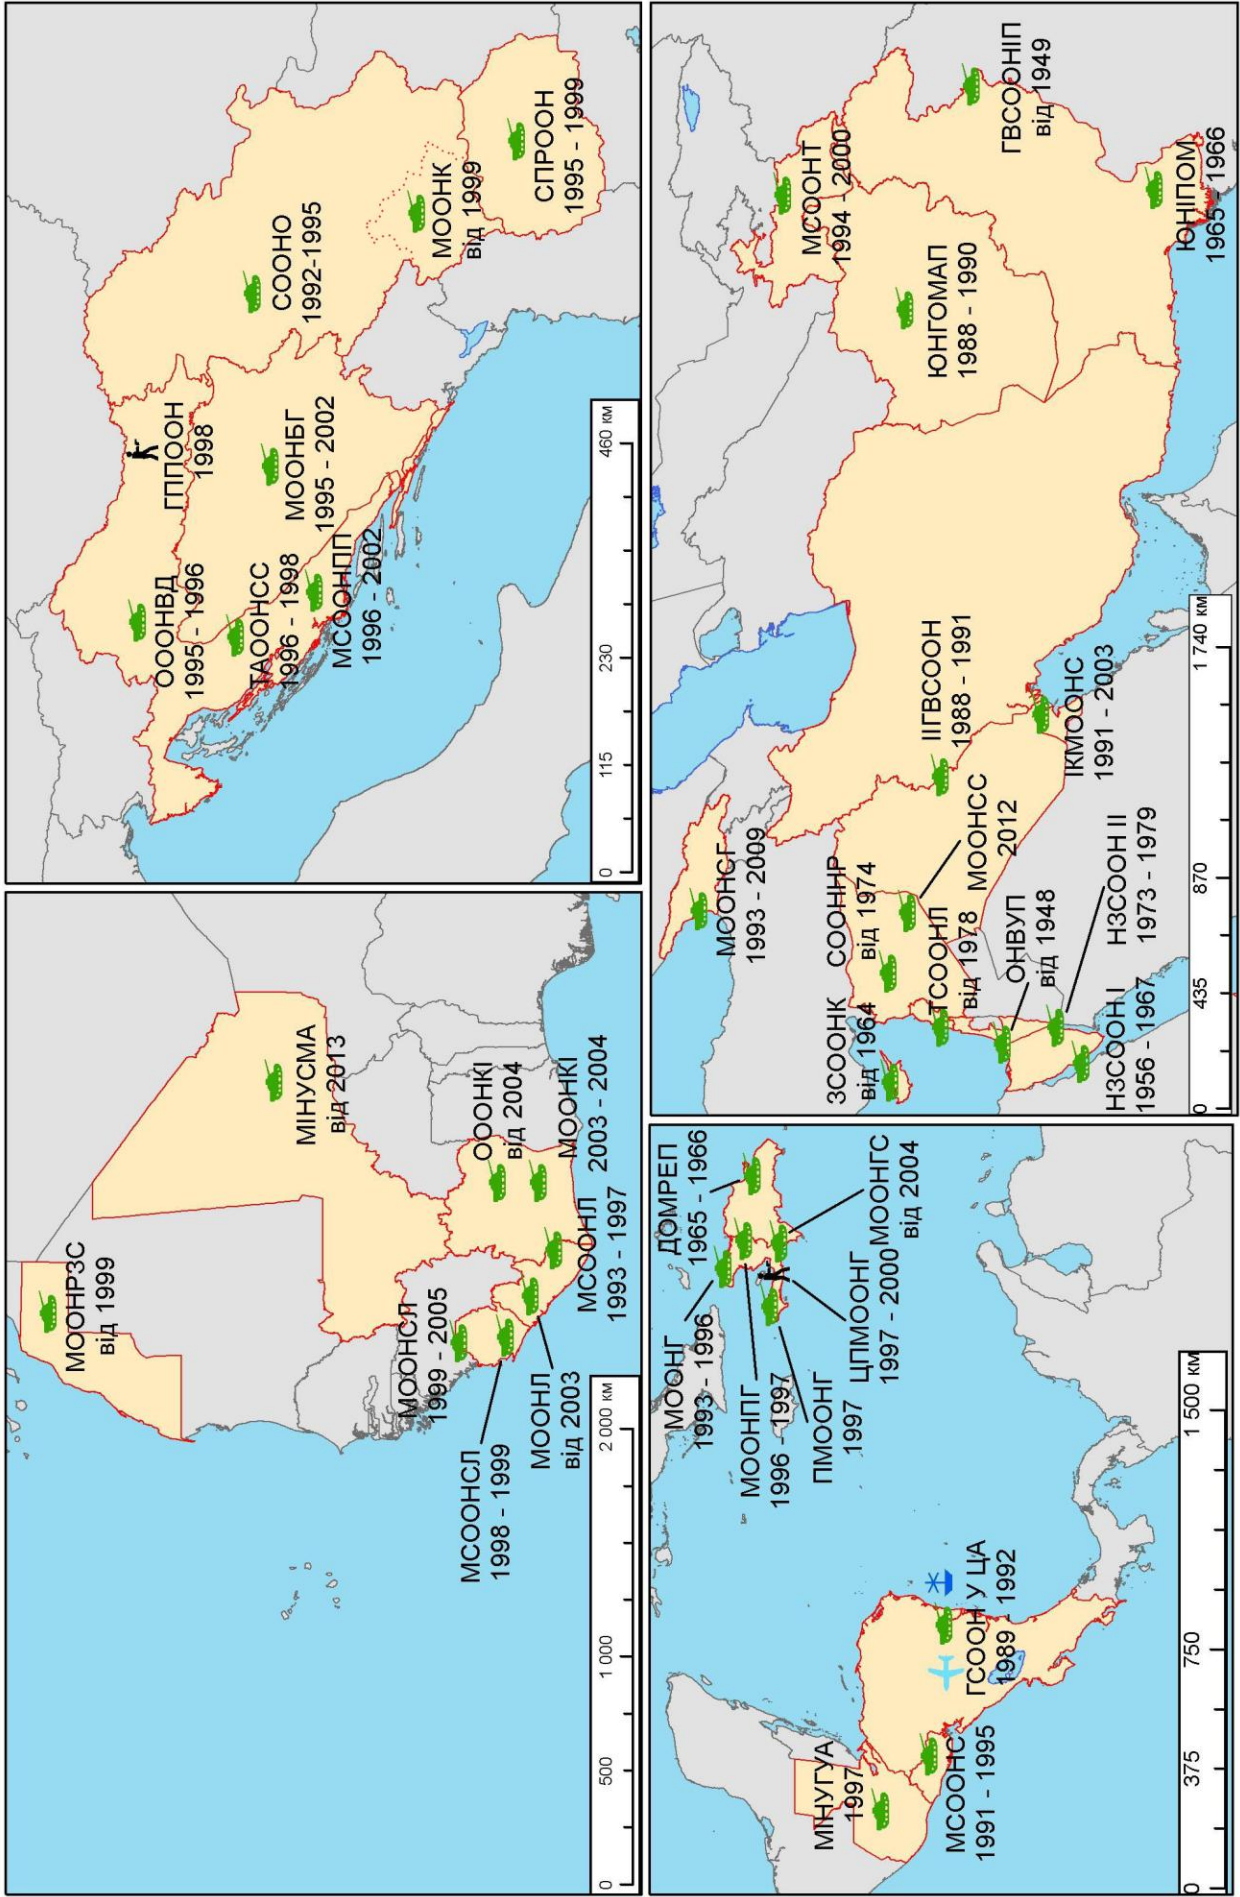 МООНРЗС
від 1999
МІНУСМА
від 2013
МООНСЛ
1999 - 2005
МСООНСЛ
1998 - 1999
МООНЛ
від 2003
МСООНЛ
1993 - 1997
ОООНКІ
від 2004
МООНКІ
2003 - 2004
0
500
1 000
2 000 км
ОООНВД
1995 - 1996
ГППООН
1998
СООНО
1992-1995
ТАООНСС
1996 - 1998
МООНБГ
1995 - 2002
МСООНПП
1996 - 2002
МООНК
від 1999
СПРООН
1995 - 1999
0
115
230
460 км
МІНУГУА
1997
МСООНС
1991 - 1995
ГСООН У ЦА
1989 - 1992
МООНГ
1993 - 1996
ДОМРЕП
1965 - 1966
МООНПГ
1996 - 1997
ПМООНГ
1997
ЦПМООНГ
1997 - 2000
МООНГС
від 2004
0
375
750
1 500 км
МООНСГ
1993 - 2009
МСООНТ
1994 - 2000
ЗСООНК
від 1964
СООННР
від 1974
ТСООНЛ
від 1978
МООНСС
2012
ІІГВСООН
1988 - 1991
ЮНГОМАП
1988 - 1990
ГВСООНІП
від 1949
ОНВУП
від 1948
ІКМООНС
1991 - 2003
НЗСООН І
1956 - 1967
НЗСООН ІІ
1973 - 1979
ЮНІПОМ
1965 - 1966
0
435
870
1 740 км